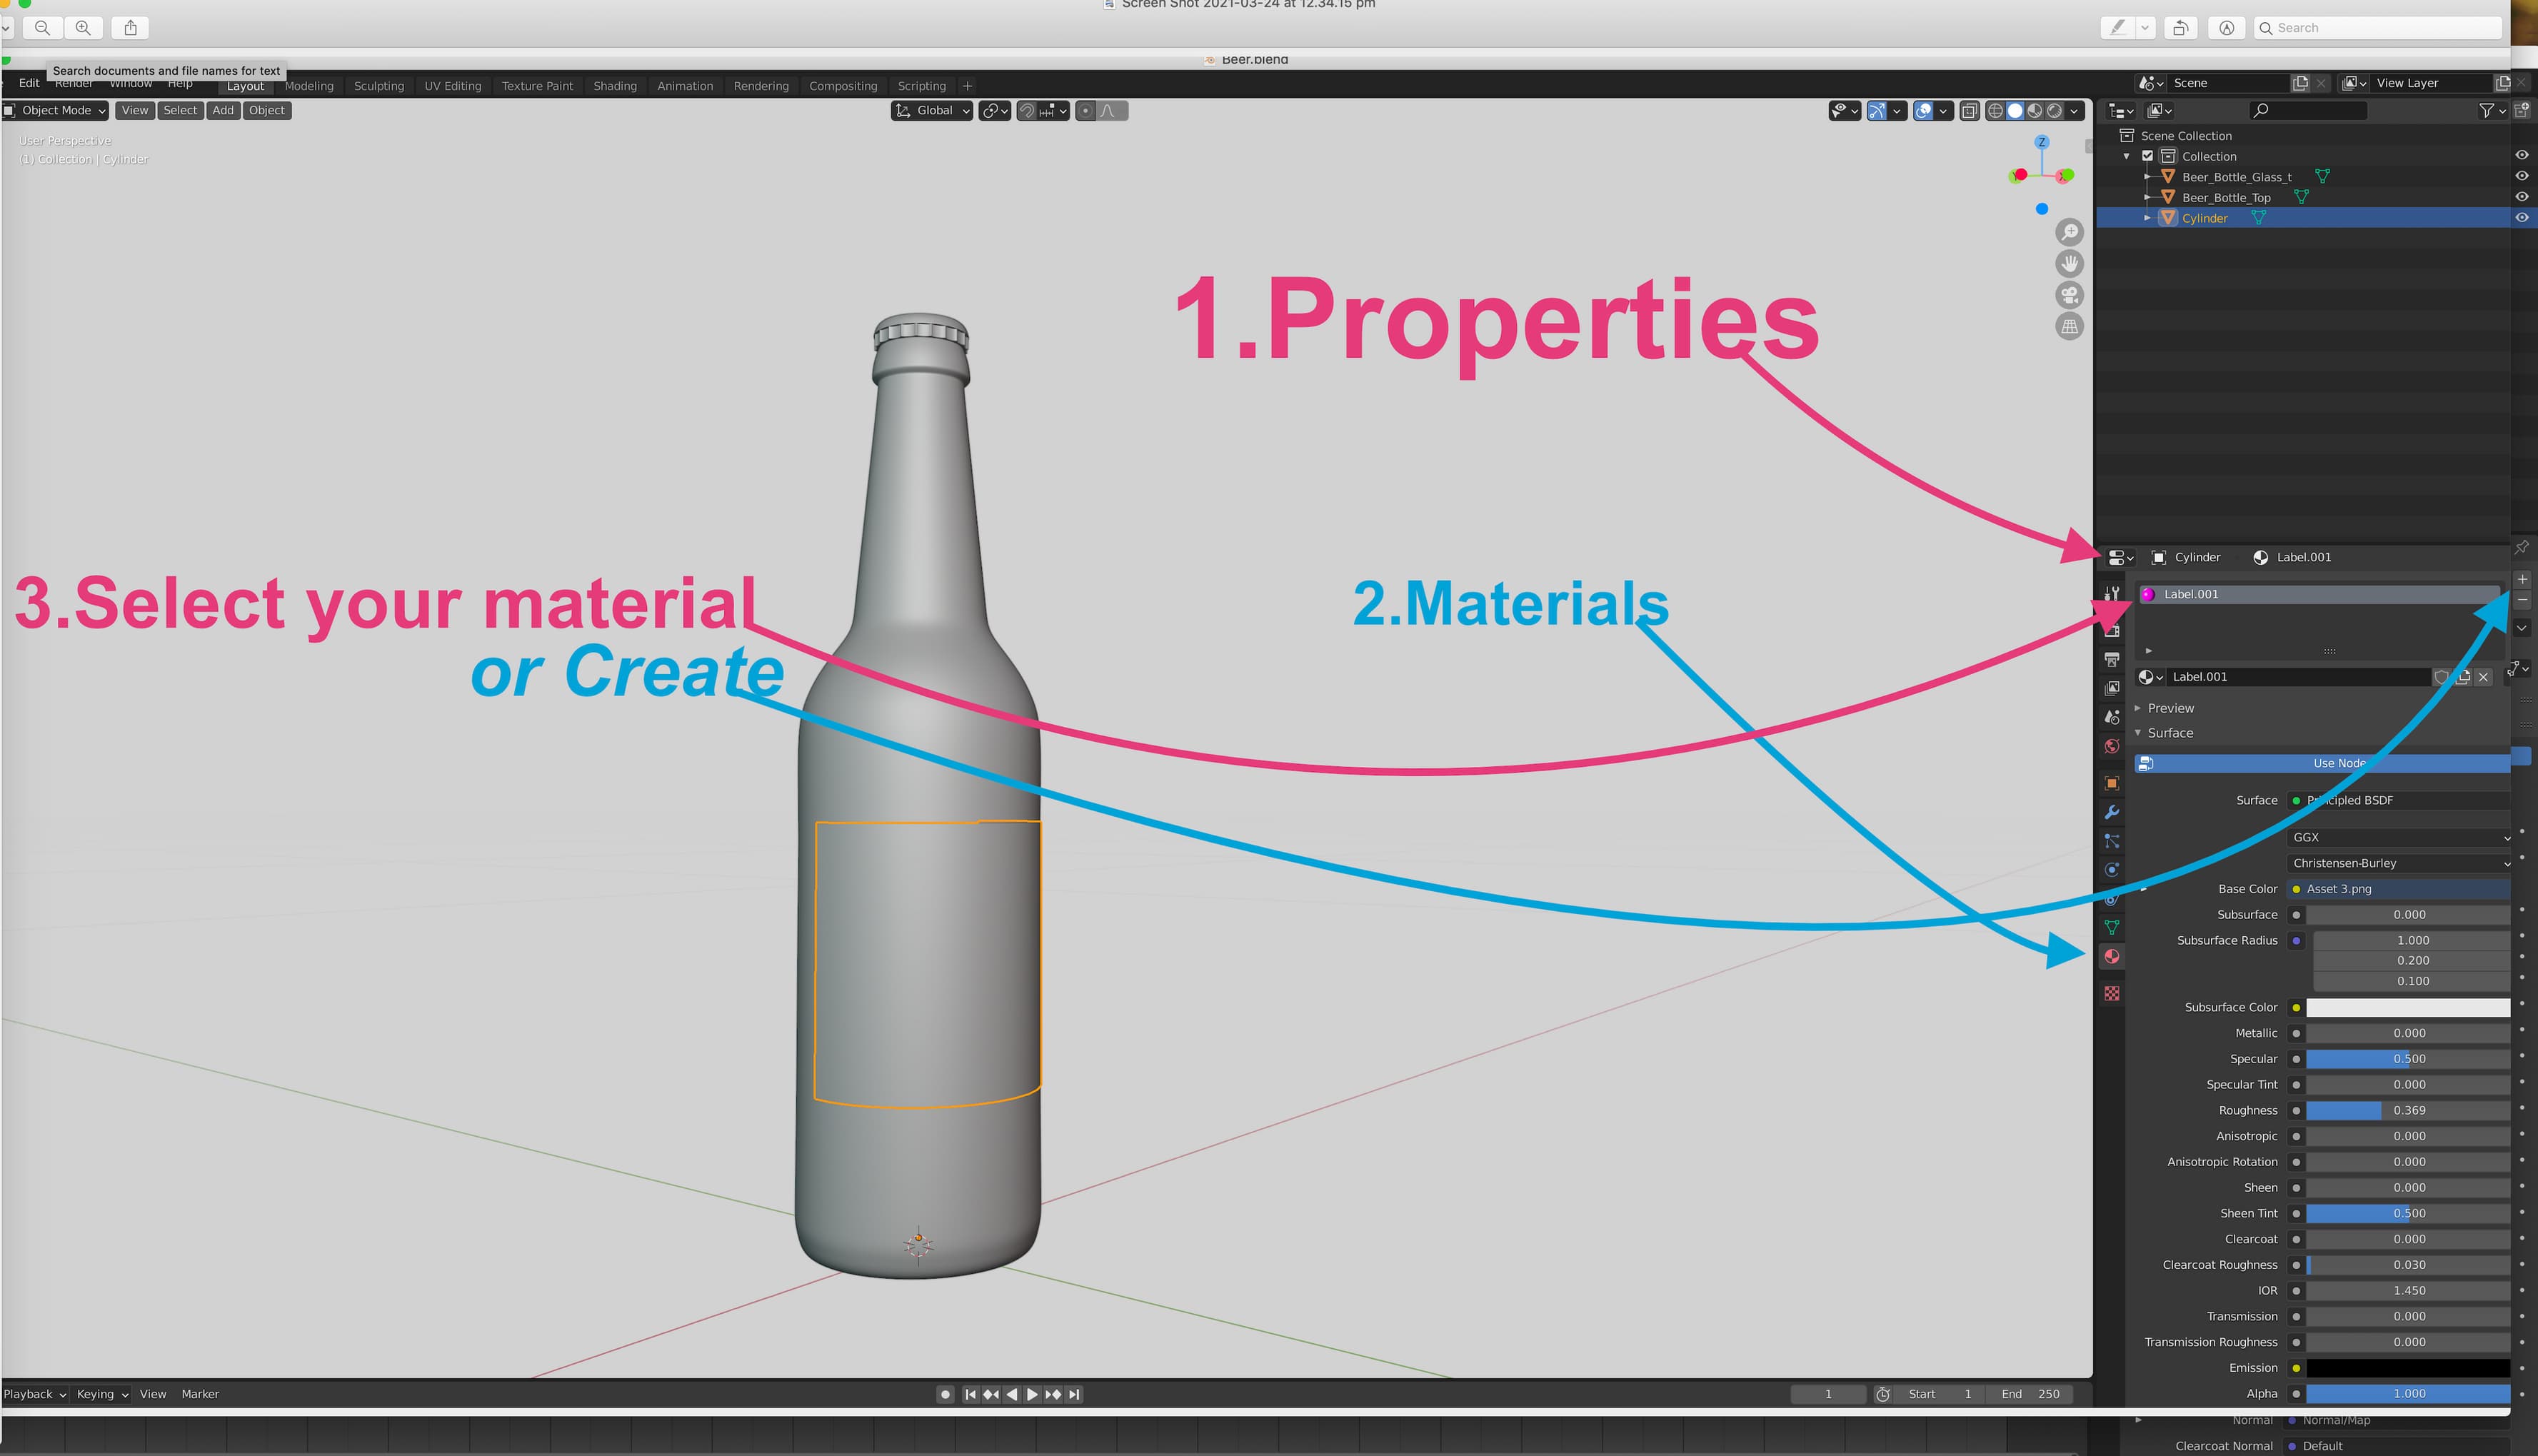 Screen Shot 2021-03-24 at 12.34.15 pm
Search
Beer.blend
Search documents and file names for text
Edit Render Window Help Layout Modeling Sculpting UV Editing Texture Paint Shading Animation Rendering Compositing Scripting +
Scene
View Layer
Object Mode View Select Add Object
Global
User Perspective
(1) Collection | Cylinder
Z
Scene Collection
Collection
Beer_Bottle_Glass_t
Beer_Bottle_Top
Cylinder
1.Properties
Cylinder Label.001
Label.001
3.Select your material
2.Materials
or Create
Label.001
Preview
Surface
Use Node
Surface Principled BSDF
GGX
Christensen-Burley
Base Color Asset 3.png
Subsurface 0.000
Subsurface Radius 1.000
0.200
0.100
Subsurface Color
Metallic 0.000
Specular 0.500
Specular Tint 0.000
Roughness 0.369
Anisotropic 0.000
Anisotropic Rotation 0.000
Sheen 0.000
Sheen Tint 0.500
Clearcoat 0.000
Clearcoat Roughness 0.030
IOR 1.450
Transmission 0.000
Transmission Roughness 0.000
Emission
Alpha 1.000
Playback Keying View Marker
1 Start 1 End 250
Normal Normal/Map
Clearcoat Normal Default